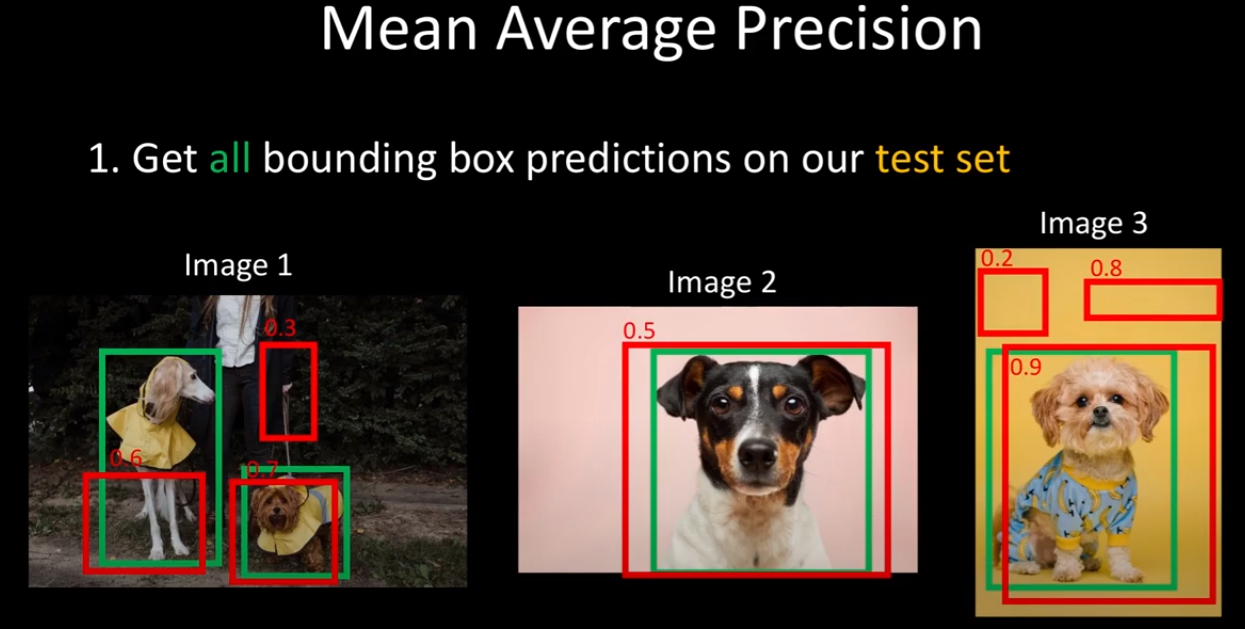 Mean Average Precision
1. Get all bounding box predictions on our test set
Image 1
Image 2
Image 3
0.3
0.6
0.7
0.5
0.2
0.8
0.9